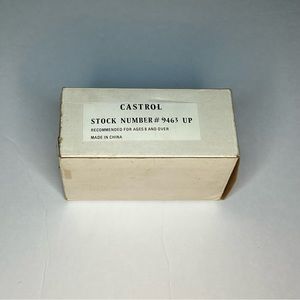 CASTROL
STOCK NUMBER # 9463 UP
RECOMMENDED FOR AGES 8 AND OVER
MADE IN CHINA